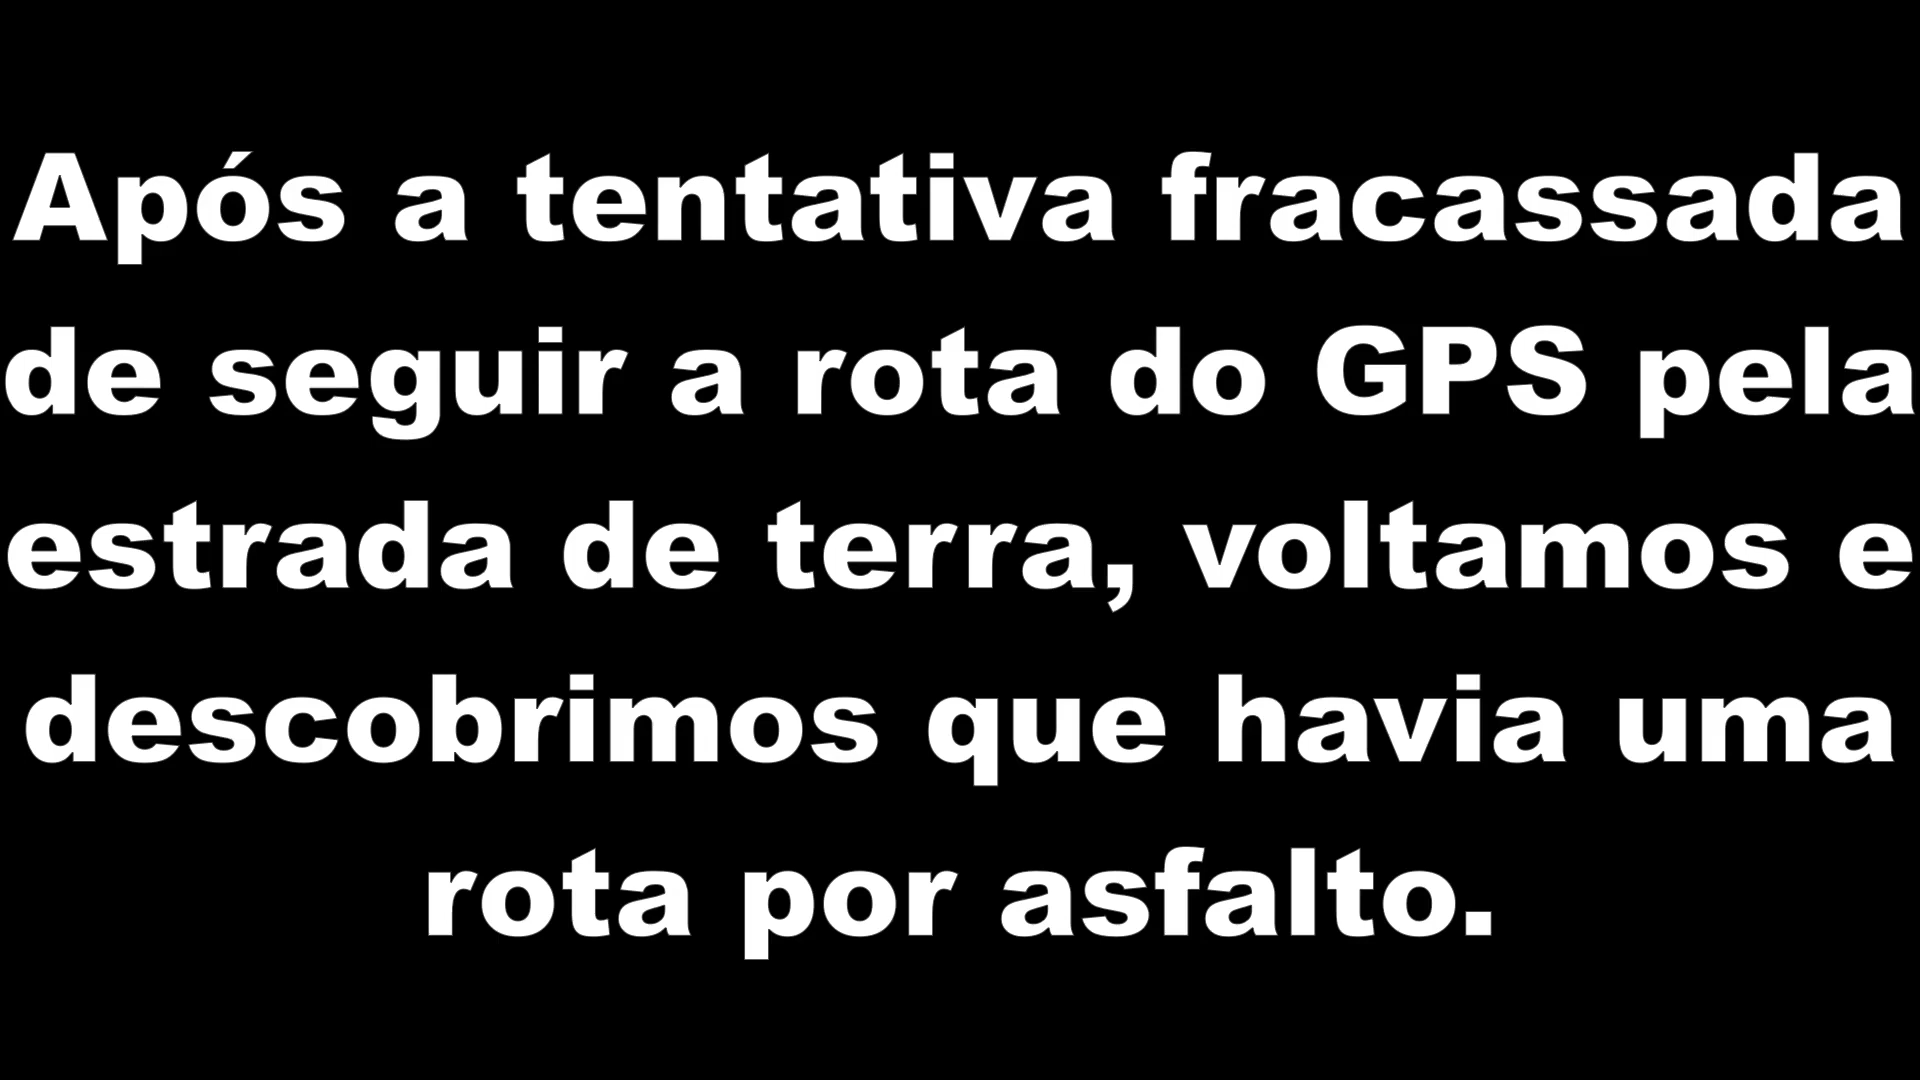 Após a tentativa fracassada
de seguir a rota do GPS pela
estrada de terra, voltamos e
descobrimos que havia uma
rota por asfalto.